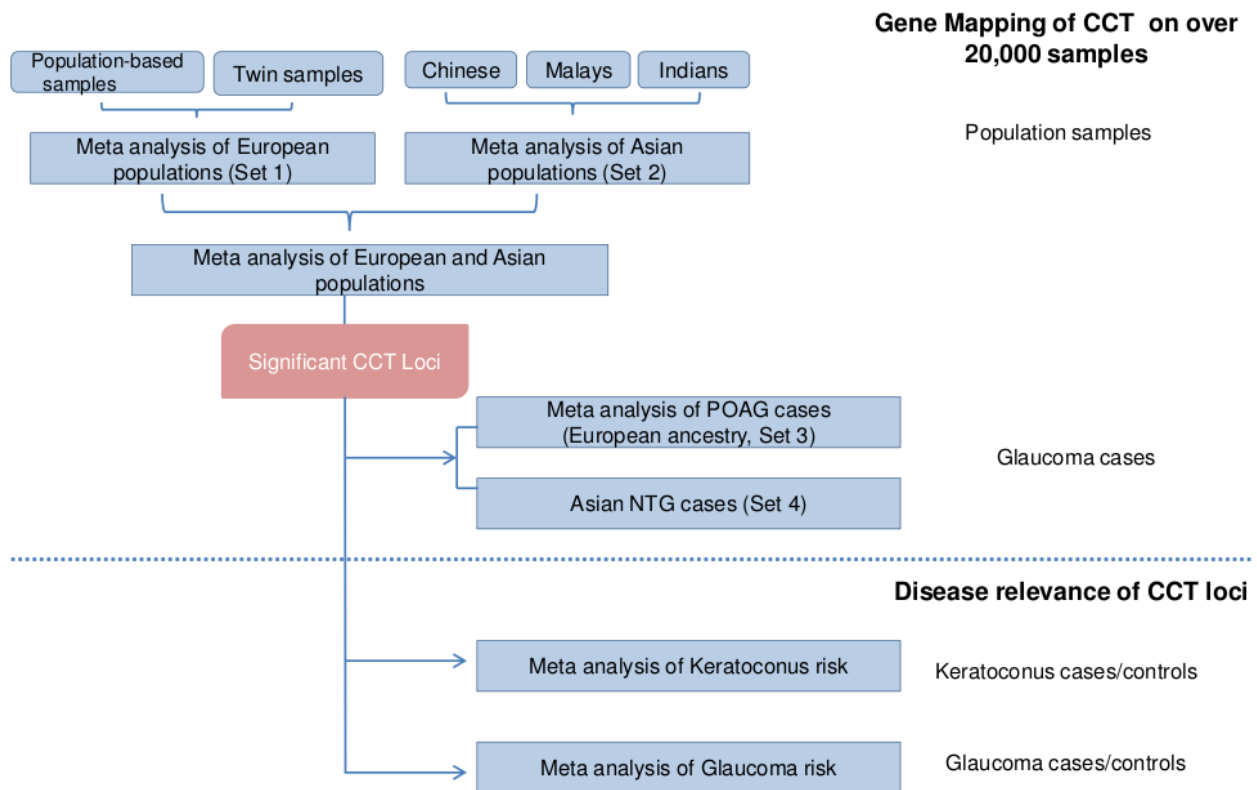 Gene Mapping of CCT on over
20,000 samples
Population-based
samples
Twin samples
Chinese
Malays
Indians
Population samples
Meta analysis of European
populations (Set 1)
Meta analysis of Asian
populations (Set 2)
Meta analysis of European and Asian
populations
Significant CCT Loci
Meta analysis of POAG cases
(European ancestry, Set 3)
Glaucoma cases
Asian NTG cases (Set 4)
Disease relevance of CCT loci
Meta analysis of Keratoconus risk
Keratoconus cases/controls
Meta analysis of Glaucoma risk
Glaucoma cases/controls